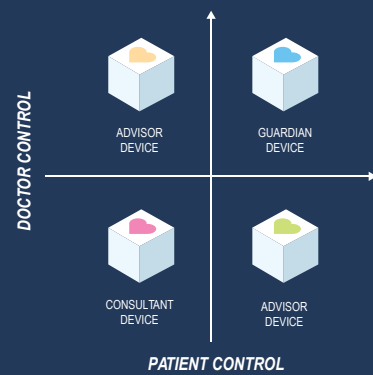 DOCTOR CONTROL
ADVISOR
DEVICE
GUARDIAN
DEVICE
CONSULTANT
DEVICE
ADVISOR
DEVICE
PATIENT CONTROL